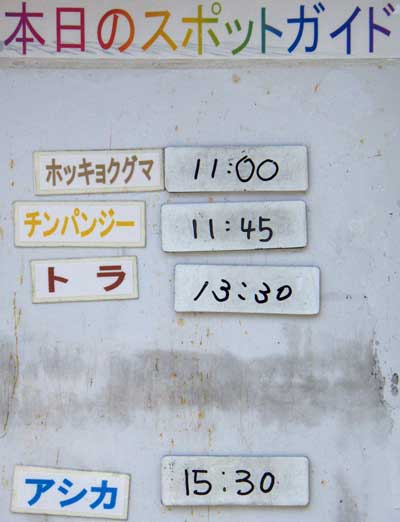 本日のスポットガイド
ホッキョクグマ 11:00
チンパンジー 11:45
トラ 13:30
アシカ 15:30